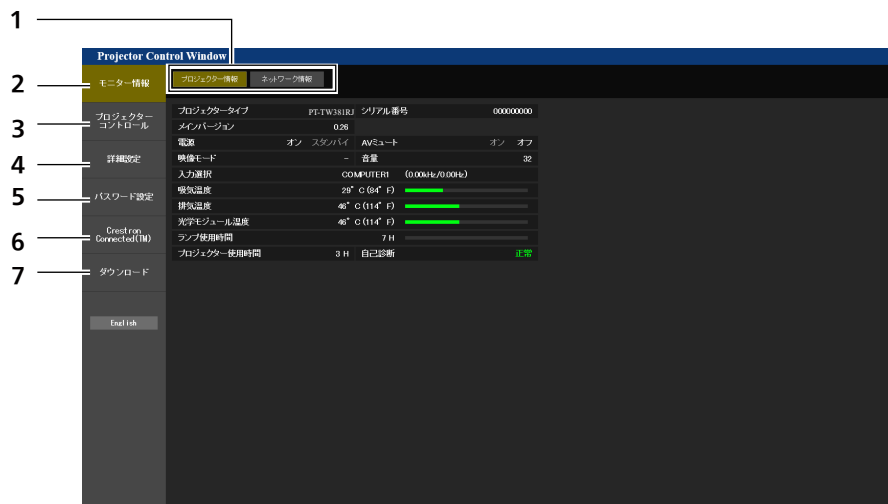 1
Projector Control Window
2
モニター情報
プロジェクター情報 ネットワーク情報
3
プロジェクター
コントロール
4
詳細設定
5
パスワード設定
6
Crestron
Connected(TM)
7
ダウンロード
English
プロジェクタータイプ PT-TW381RJ シリアル番号 000000000
メインバージョン 0.26
電源 オン スタンバイ AVミュート オン オフ
映像モード - 音量 32
入力選択 COMPUTER1 (0.00kHz/0.00Hz)
吸気温度 29° C (84° F)
排気温度 46° C (114° F)
光学モジュール温度 46° C (114° F)
ランプ使用時間 7 H
プロジェクター使用時間 3 H 自己診断 正常